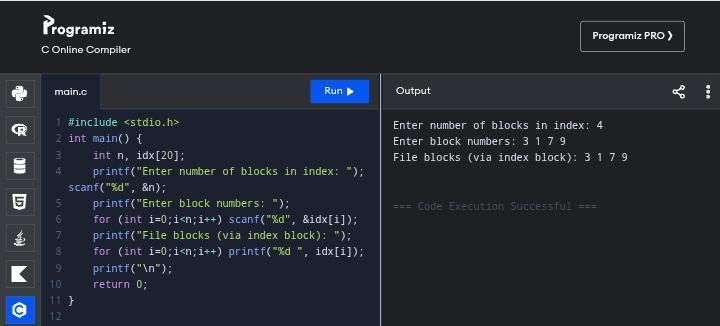 Programiz
C Online Compiler
Programiz PRO ❯
main.c
Run ▶
Output
1 #include <stdio.h>
2 int main() {
3 int n, idx[20];
4 printf("Enter number of blocks in index: ");
scanf("%d", &n);
5 printf("Enter block numbers: ");
6 for (int i=0;i<n;i++) scanf("%d", &idx[i]);
7 printf("File blocks (via index block): ");
8 for (int i=0;i<n;i++) printf("%d ", idx[i]);
9 printf("\n");
10 return 0;
11 }
12
Enter number of blocks in index: 4
Enter block numbers: 3 1 7 9
File blocks (via index block): 3 1 7 9
=== Code Execution Successful ===